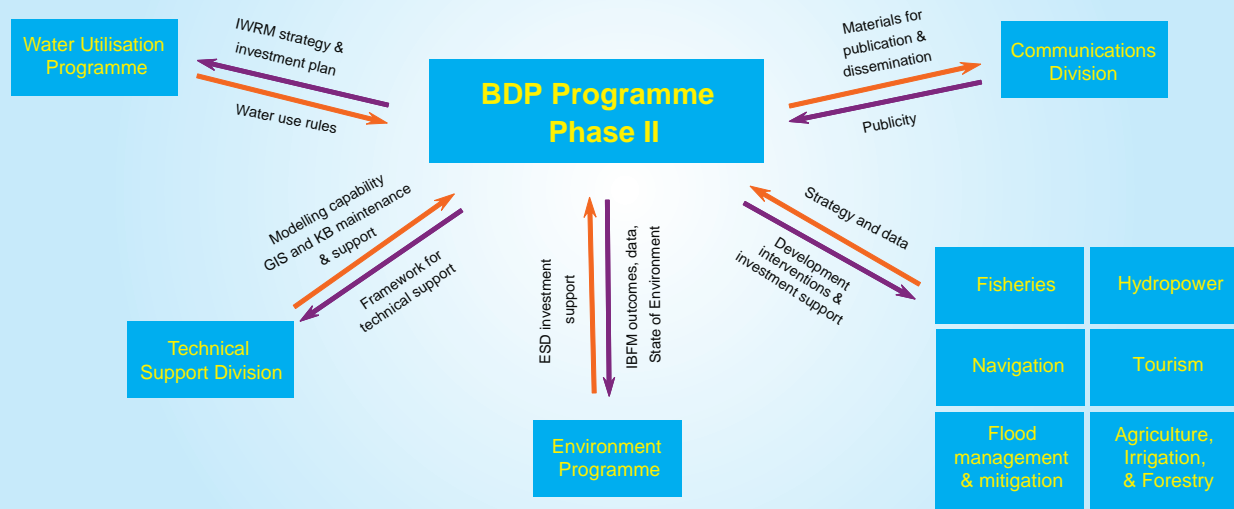 Water Utilisation
Programme
IWRM strategy &
investment plan
Water use rules
BDP Programme
Phase II
Materials for
publication &
dissemination
Publicity
Communications
Division
Modelling capability
GIS and KB maintenance
& support
Framework for
technical support
Technical
Support Division
ESD investment
support
IBFM outcomes, data,
State of Environment
Environment
Programme
Strategy and data
Development
interventions &
investment support
Fisheries
Hydropower
Navigation
Tourism
Flood
management
& mitigation
Agriculture,
Irrigation,
& Forestry